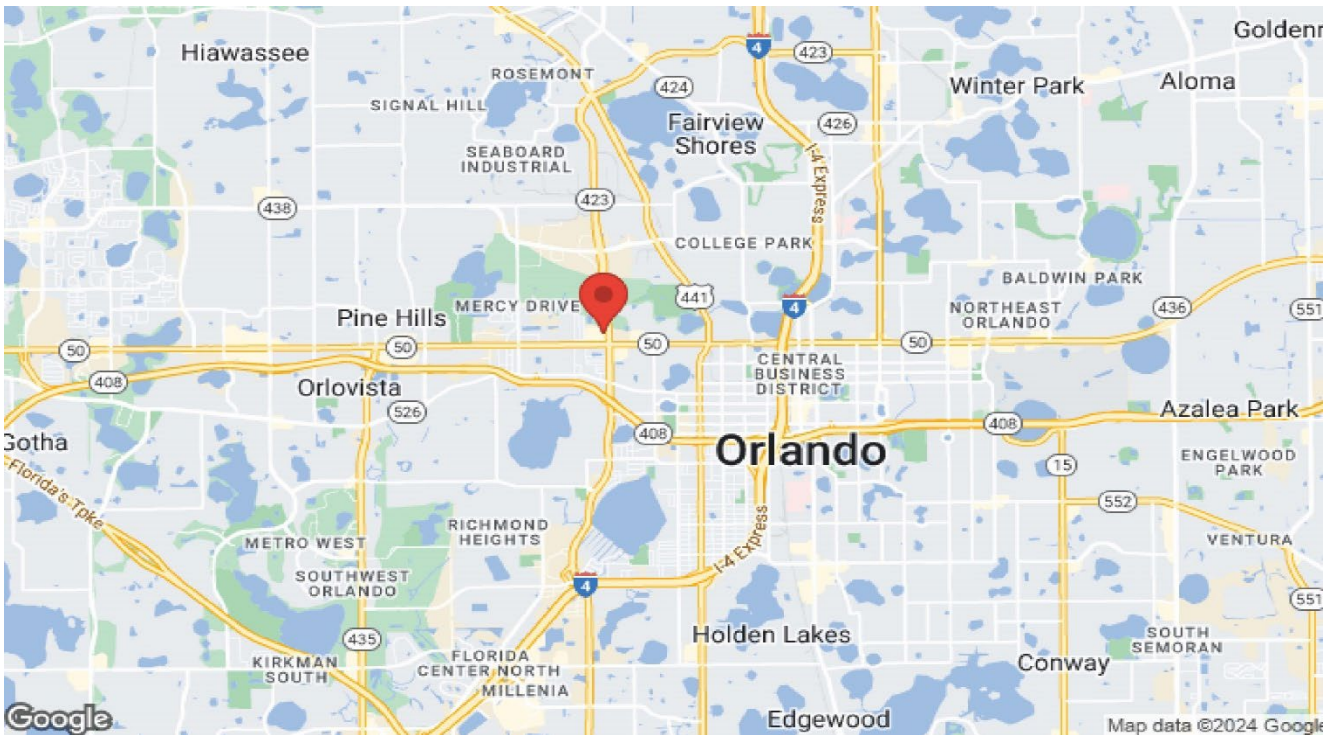 Hiawassee
4
423
Goldenr
ROSEMONT
424
Winter Park
Aloma
SIGNAL HILL
Fairview
Shores
426
SEABOARD
INDUSTRIAL
I-4 Express
423
438
COLLEGE PARK
BALDWIN PARK
MERCY DRIVE
441
4
NORTHEAST
ORLANDO
436
551
Pine Hills
50
50
50
50
CENTRAL
BUSINESS
DISTRICT
408
Orlovista
526
408
408
Azalea Park
Gotha
Orlando
15
ENGELWOOD
PARK
Florida's Tpke
552
RICHMOND
HEIGHTS
METRO WEST
I-4 Express
VENTURA
SOUTHWEST
ORLANDO
4
551
435
Holden Lakes
SOUTH
SEMORAN
KIRKMAN
SOUTH
FLORIDA
CENTER NORTH
MILLENIA
Conway
Google
Edgewood
Map data ©2024 Google